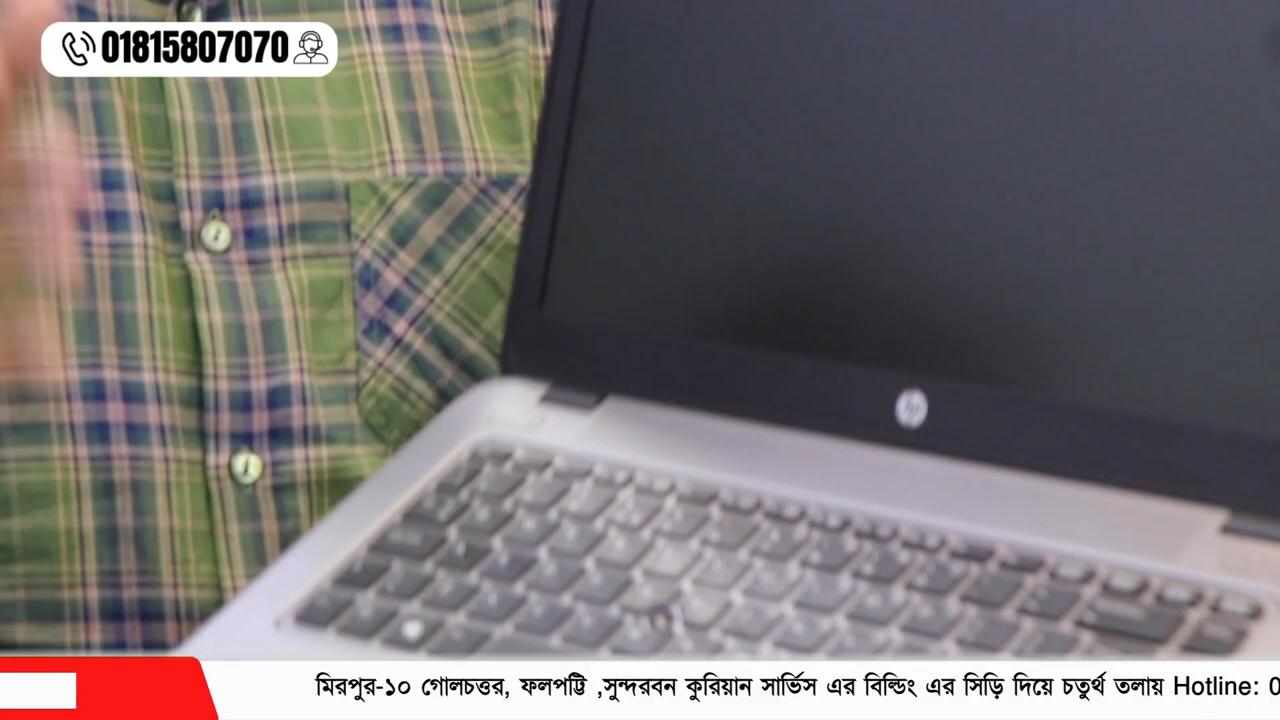 01815807070
hp
মিরপুর-১০ গোলচত্তর, ফলপট্টি ,সুন্দরবন কুরিয়ান সার্ভিস এর বিল্ডিং এর সিড়ি দিয়ে চতুর্থ তলায় Hotline: 0